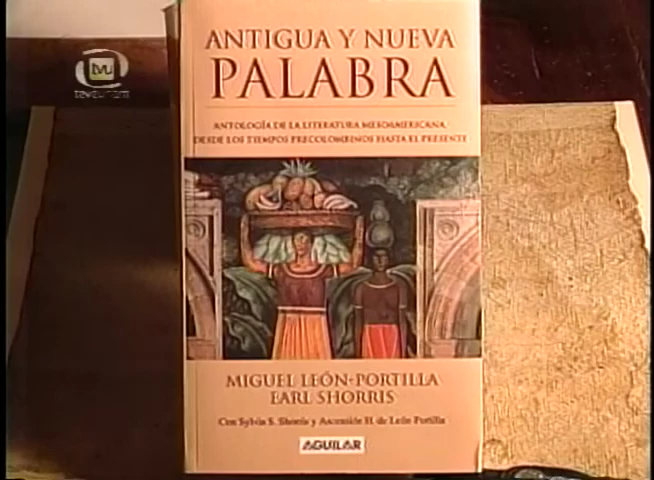 ANTIGUA Y NUEVA
PALABRA
ANTOLOGÍA DE LA LITERATURA MESOAMERICANA,
DESDE LOS TIEMPOS PRECOLOMBINOS HASTA EL PRESENTE
tvu
MIGUEL LEÓN-PORTILLA
EARL SHORRIS
Con Sylvia S. Shorris y Ascensión H. de León-Portilla
AGUILAR